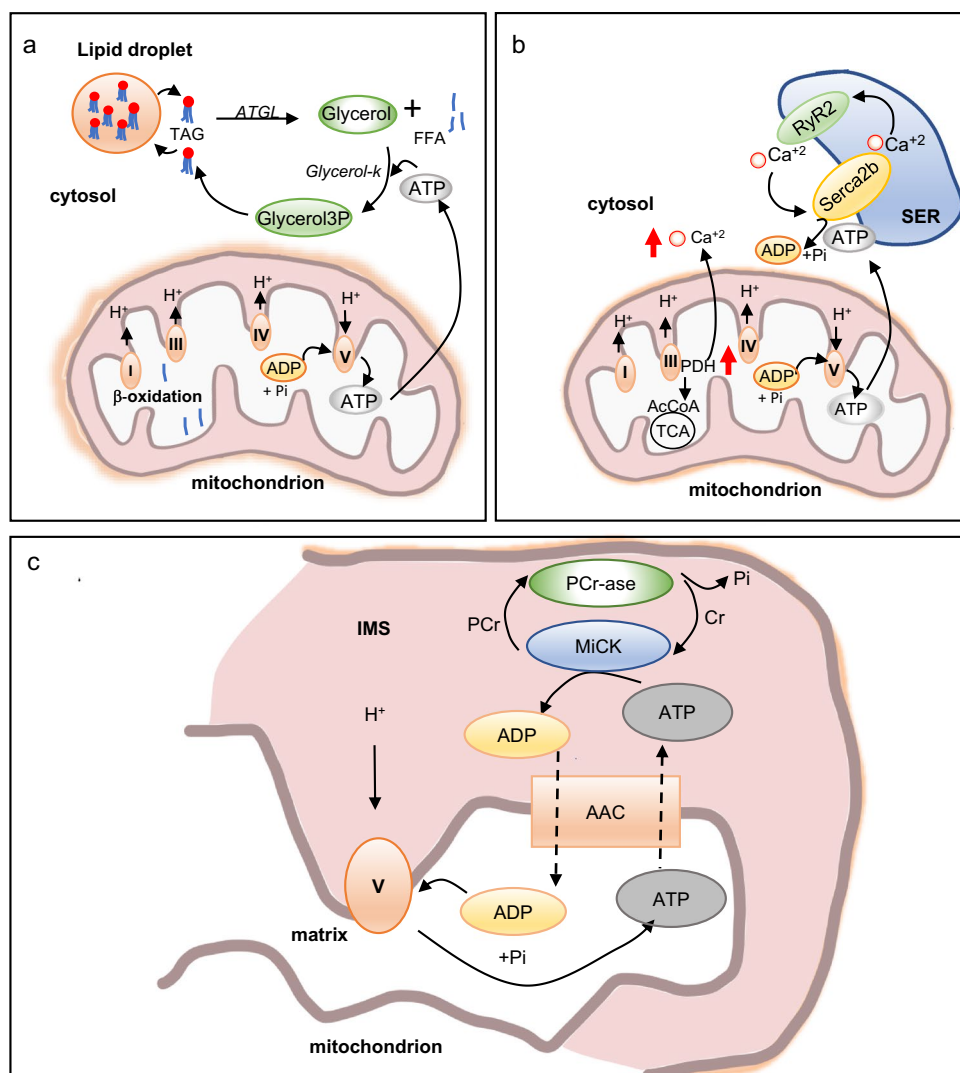 a
Lipid droplet
TAG
ATGL
Glycerol
+
FFA
Glycerol-k
ATP
cytosol
Glycerol3P
H+
H+
H+
H+
I
III
IV
V
ADP
+ Pi
β-oxidation
ATP
mitochondrion
b
RyR2
Ca+2
Ca+2
Serca2b
SER
cytosol
ATP
ADP
+Pi
Ca+2
H+
H+
H+
H+
I
III
PDH
IV
V
ADP
+ Pi
AcCoA
TCA
ATP
mitochondrion
c
PCr-ase
Pi
PCr
Cr
IMS
MiCK
H+
ATP
ADP
AAC
V
ADP
ATP
matrix
+Pi
mitochondrion